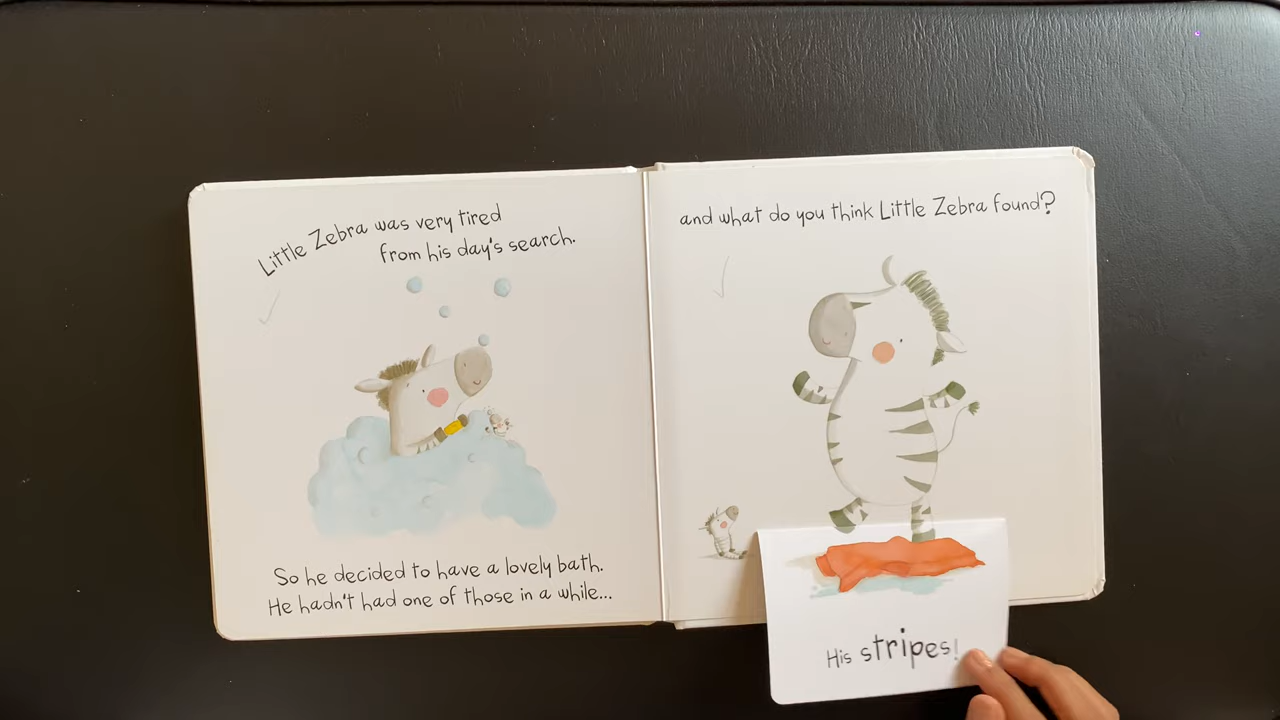 Little Zebra was very tired
from his day's search.
So he decided to have a lovely bath.
He hadn't had one of those in a while...
and what do you think Little Zebra found?
His stripes!